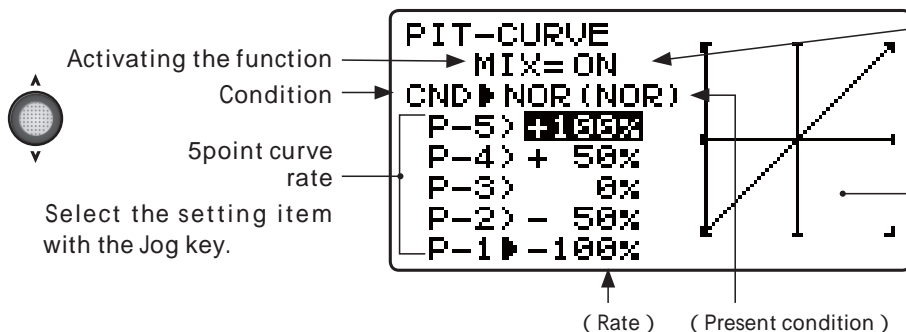 PIT-CURVE
Activating the function
MIX=ON
Condition
CND▶NOR(NOR)
5point curve
rate
P-5) +100%
P-4) + 50%
P-3) 0%
P-2) - 50%
P-1▶-100%
Select the setting item
with the Jog key.
( Rate )
( Present condition )